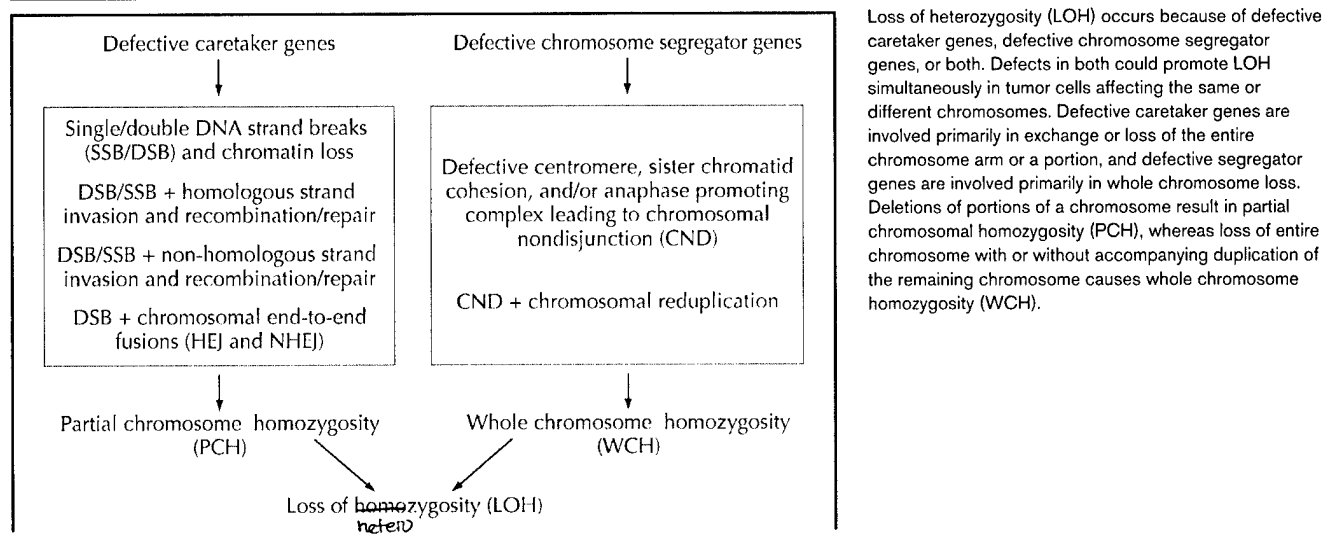 Defective caretaker genes
Single/double DNA strand breaks
(SSB/DSB) and chromatin loss
DSB/SSB + homologous strand
invasion and recombination/repair
DSB/SSB + non-homologous strand
invasion and recombination/repair
DSB + chromosomal end-to-end
fusions (HEJ and NHEJ)
Partial chromosome homozygosity
(PCH)
Defective chromosome segregator genes
Defective centromere, sister chromatid
cohesion, and/or anaphase promoting
complex leading to chromosomal
nondisjunction (CND)
CND + chromosomal reduplication
Whole chromosome homozygosity
(WCH)
Loss of homozygosity (LOH)
hetero
Loss of heterozygosity (LOH) occurs because of defective
caretaker genes, defective chromosome segregator
genes, or both. Defects in both could promote LOH
simultaneously in tumor cells affecting the same or
different chromosomes. Defective caretaker genes are
involved primarily in exchange or loss of the entire
chromosome arm or a portion, and defective segregator
genes are involved primarily in whole chromosome loss.
Deletions of portions of a chromosome result in partial
chromosomal homozygosity (PCH), whereas loss of entire
chromosome with or without accompanying duplication of
the remaining chromosome causes whole chromosome
homozygosity (WCH).